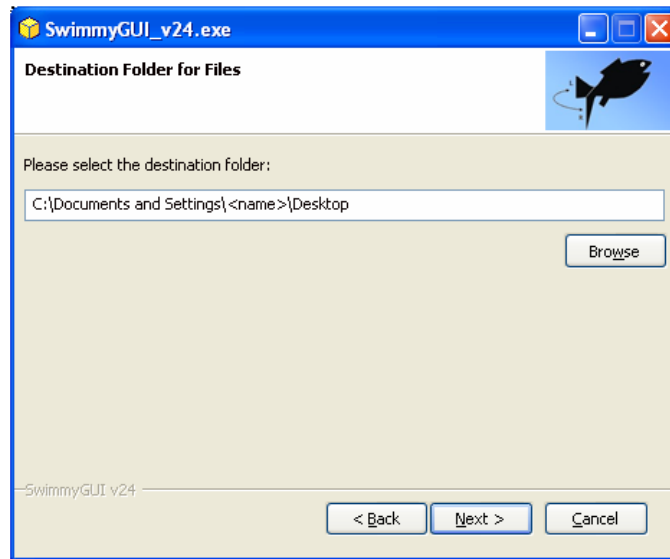 SwimmyGUI_v24.exe
Destination Folder for Files
L
R
Please select the destination folder:
C:\Documents and Settings\<name>\Desktop
Browse
SwimmyGUI v24
< Back Next > Cancel